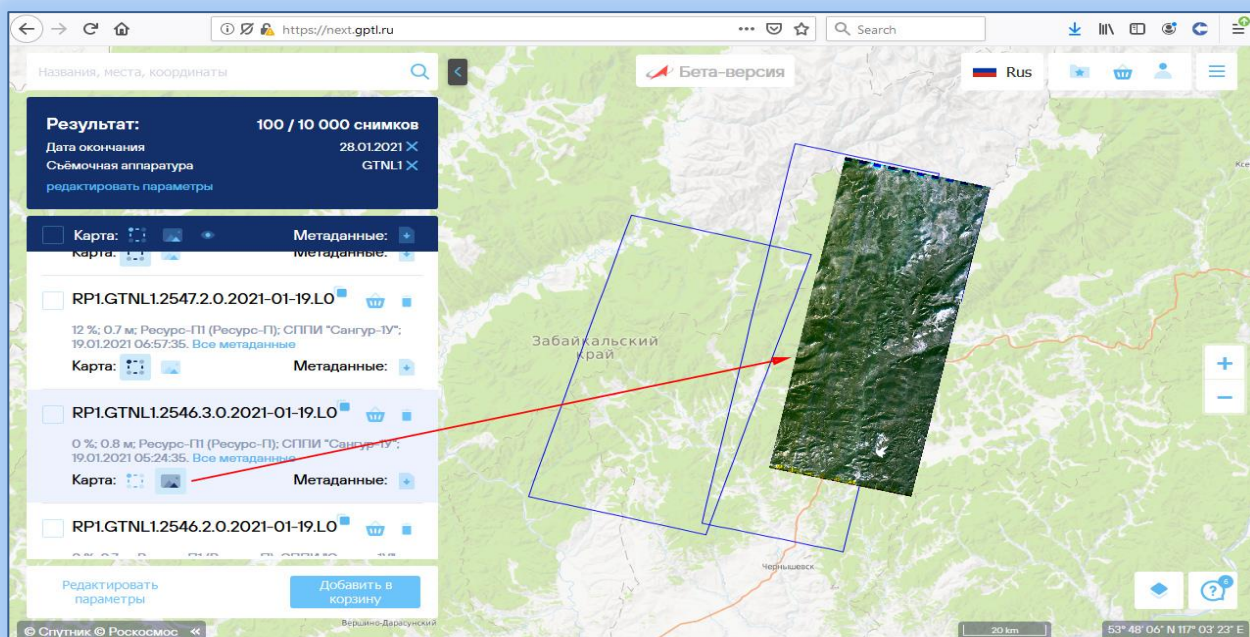 https://next.gptl.ru
Search
Названия, места, координаты
Бета-версия
Rus
Результат: 100 / 10 000 снимков
Дата окончания 28.01.2021
Съёмочная аппаратура GTNL1
редактировать параметры
Карта: Метаданные:
Карта: Метаданные:
RP1.GTNL1.2547.2.0.2021-01-19.L0
12 %; 0.7 м; Ресурс-П1 (Ресурс-П); СППИ "Сангур-1У";
19.01.2021 06:57:35. Все метаданные
Карта: Метаданные:
RP1.GTNL1.2546.3.0.2021-01-19.L0
0 %; 0.8 м; Ресурс-П1 (Ресурс-П); СППИ "Сангур-1У";
19.01.2021 05:24:35. Все метаданные
Карта: Метаданные:
RP1.GTNL1.2546.2.0.2021-01-19.L0
Редактировать
параметры
Добавить в
корзину
Забайкальский
край
Чернышевск
Вершино-Дарасунский
© Спутник © Роскосмос
20 km
6
53° 48' 06" N 117° 03' 23" E